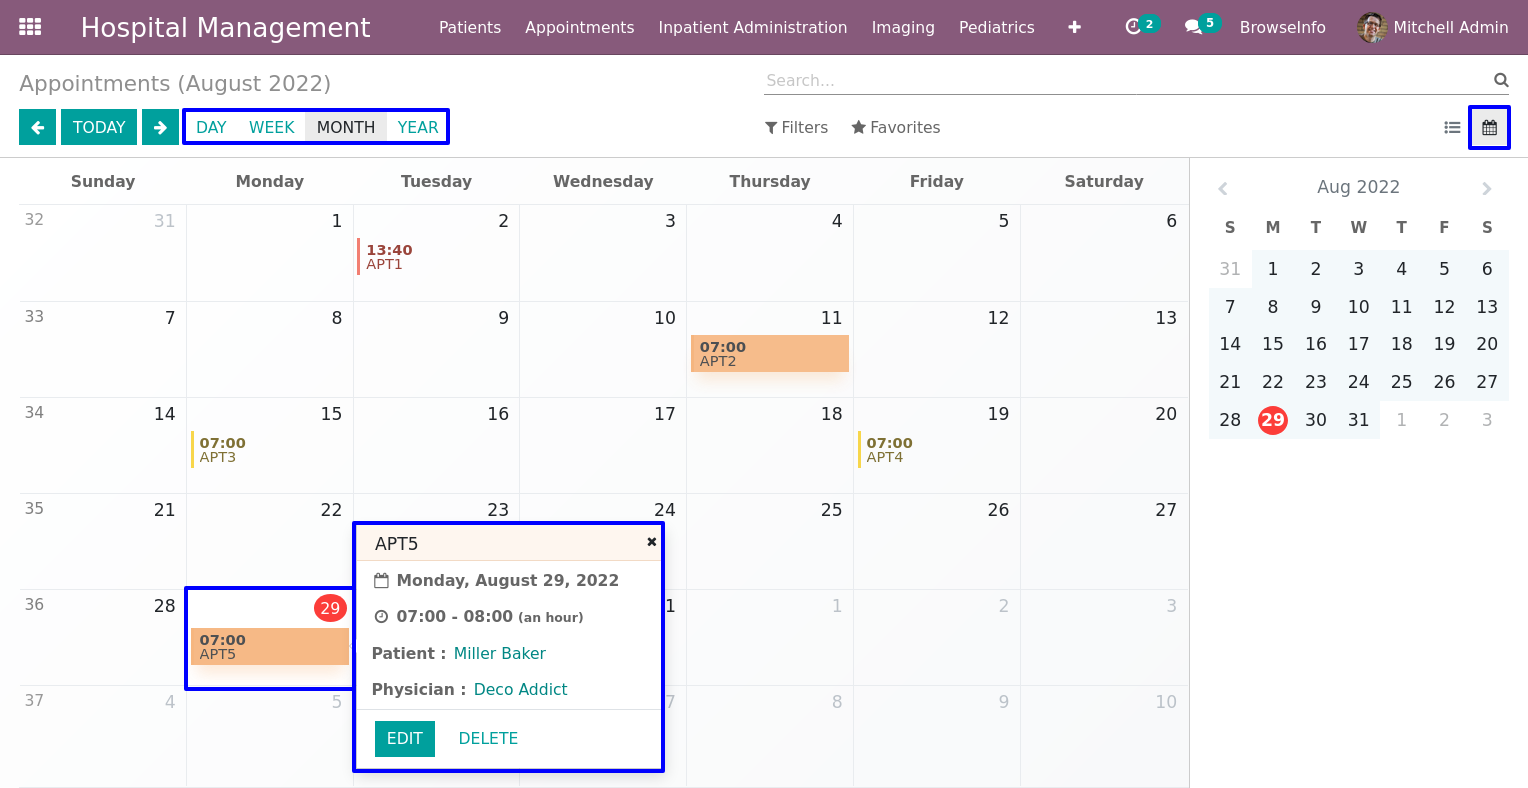 Hospital Management
Patients Appointments Inpatient Administration Imaging Pediatrics 2 5 BrowseInfo Mitchell Admin
Appointments (August 2022)
Search...
TODAY DAY WEEK MONTH YEAR
Filters Favorites
Sunday Monday Tuesday Wednesday Thursday Friday Saturday
32 31 1 2 3 4 5 6
13:40
APT1
33 7 8 9 10 11 12 13
07:00
APT2
34 14 15 16 17 18 19 20
07:00
APT3
07:00
APT4
35 21 22 23 24 25 26 27
36 28 29 1 1 2 3
07:00
APT5
37 4 5 7 8 9 10
APT5
Monday, August 29, 2022
07:00 - 08:00 (an hour)
Patient : Miller Baker
Physician : Deco Addict
EDIT DELETE
Aug 2022
S M T W T F S
31 1 2 3 4 5 6
7 8 9 10 11 12 13
14 15 16 17 18 19 20
21 22 23 24 25 26 27
28 29 30 31 1 2 3